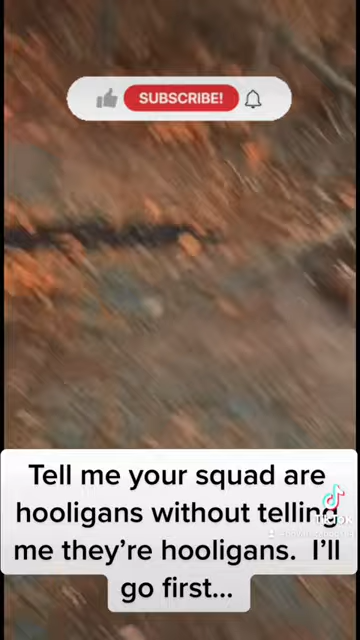 SUBSCRIBE!
Tell me your squad are
hooligans without telling
me they're hooligans.  I'll
go first...
TikTok